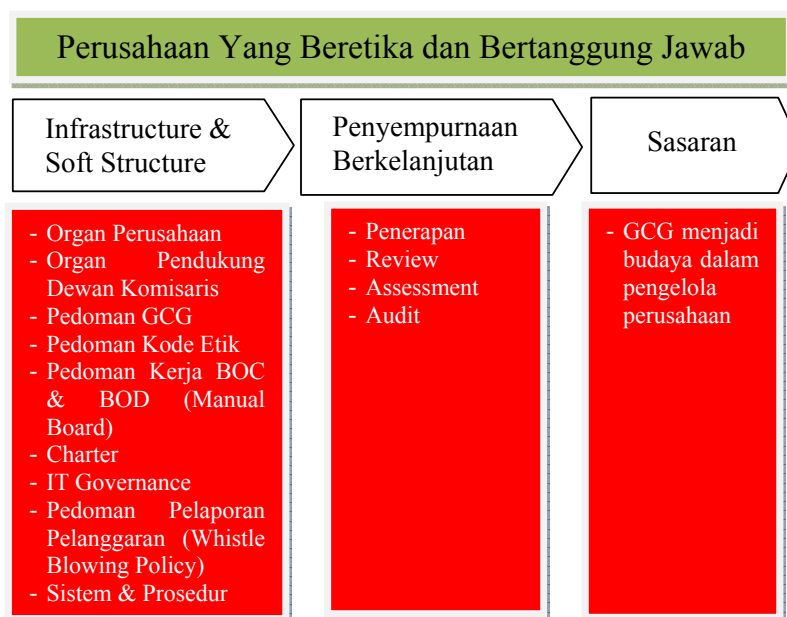 Perusahaan Yang Beretika dan Bertanggung Jawab
Infrastructure &
Soft Structure
Penyempurnaan
Berkelanjutan
Sasaran
- Organ Perusahaan
- Organ Pendukung
Dewan Komisaris
- Pedoman GCG
- Pedoman Kode Etik
- Pedoman Kerja BOC
& BOD (Manual
Board)
- Charter
- IT Governance
- Pedoman Pelaporan
Pelanggaran (Whistle
Blowing Policy)
- Sistem & Prosedur
- Penerapan
- Review
- Assessment
- Audit
- GCG menjadi
budaya dalam
pengelola
perusahaan